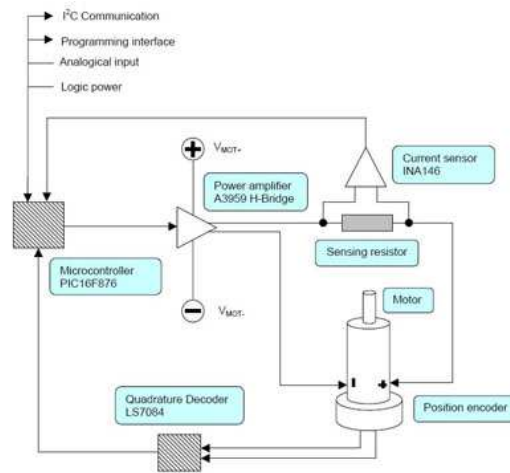 I²C Communication
Programming interface
Analogical input
Logic power
V_MOT+
Current sensor
INA146
Power amplifier
A3959 H-Bridge
Sensing resistor
Microcontroller
PIC16F876
V_MOT-
Motor
Quadrature Decoder
LS7084
Position encoder